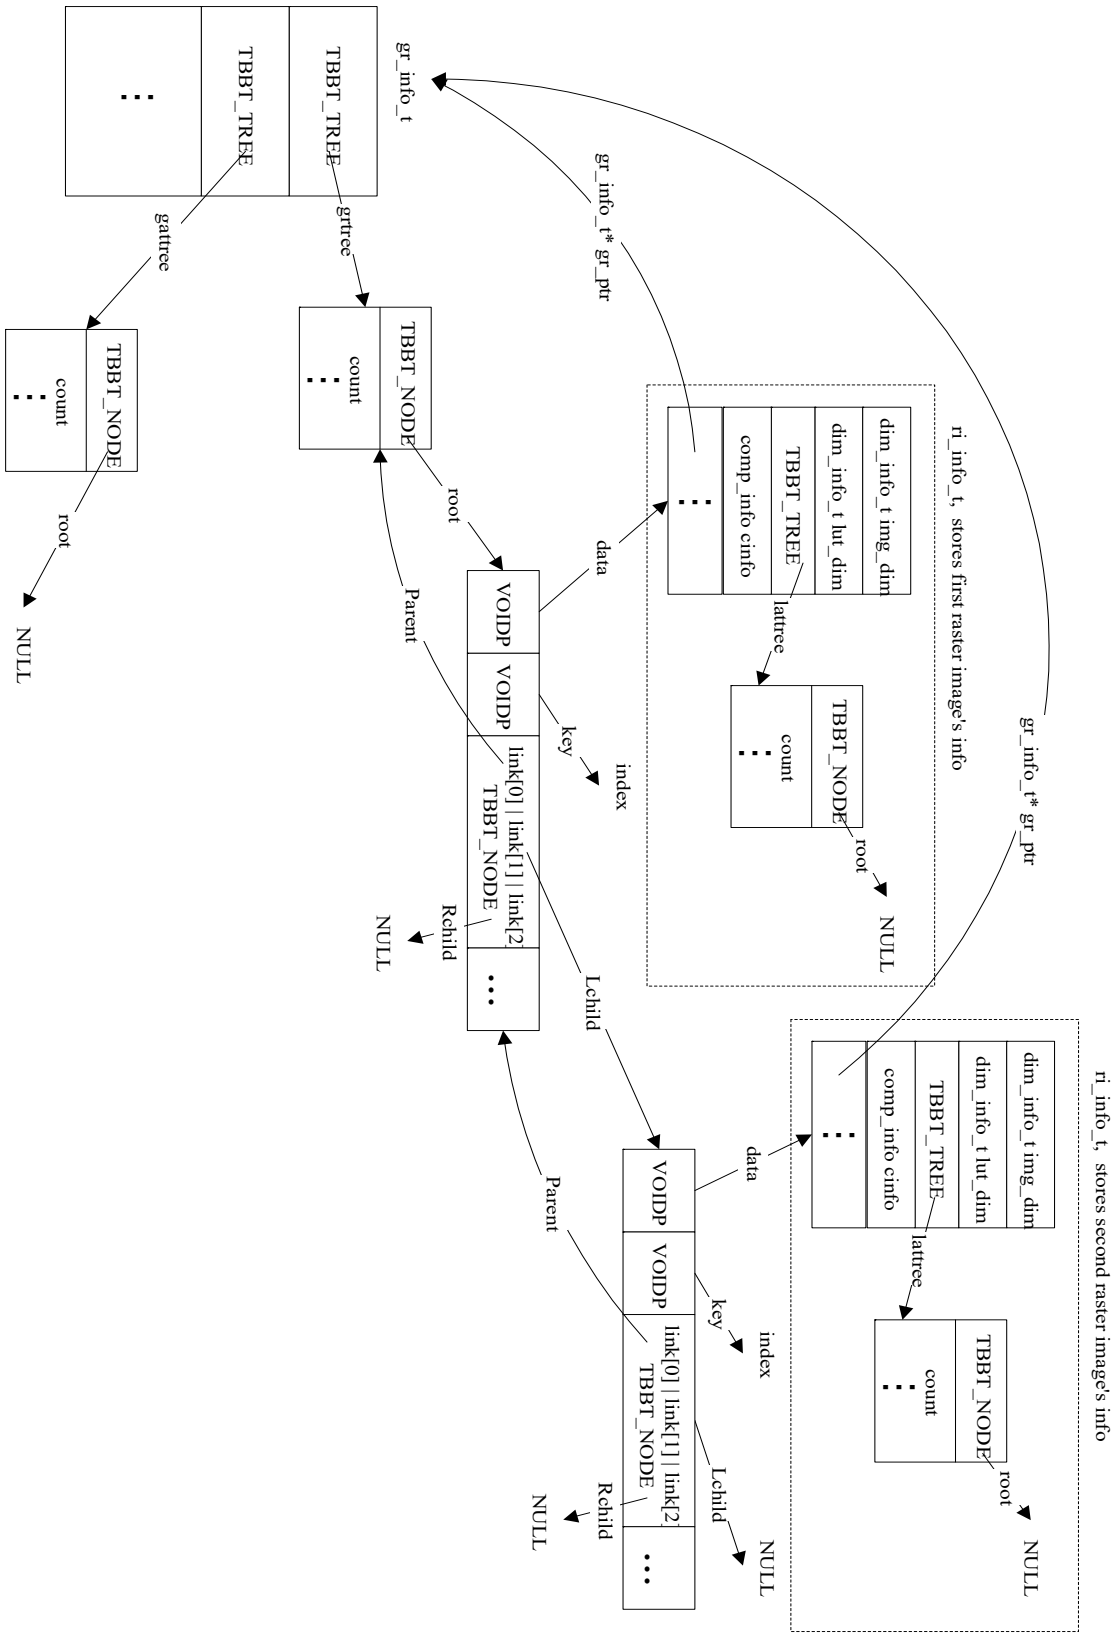 gr_info_t
TBBT_TREE
TBBT_TREE
...
grtree
gattree
TBBT_NODE
count
...
root
NULL
TBBT_NODE
count
...
root
Parent
gr_info_t* gr_ptr
gr_info_t* gr_ptr
ri_info_t, stores first raster image's info
dim_info_t img_dim
dim_info_t lut_dim
TBBT_TREE
comp_info cinfo
...
lattree
TBBT_NODE
count
...
root
NULL
data
VOIDP
VOIDP
link[0] | link[1] | link[2]
TBBT_NODE
...
key
index
Lchild
Rchild
NULL
Parent
ri_info_t, stores second raster image's info
dim_info_t img_dim
dim_info_t lut_dim
TBBT_TREE
comp_info cinfo
...
lattree
TBBT_NODE
count
...
root
NULL
data
VOIDP
VOIDP
link[0] | link[1] | link[2]
TBBT_NODE
...
key
index
Lchild
NULL
Rchild
NULL